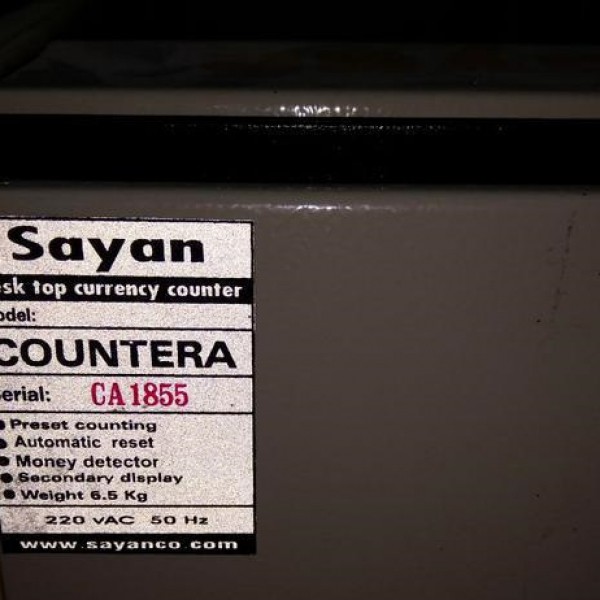 Sayan
esk top currency counter
odel:
COUNTERA
erial: CA1855
Preset counting
Automatic reset
Money detector
Secondary display
Weight 6.5 Kg
220 VAC 50 Hz
www.sayanco.com